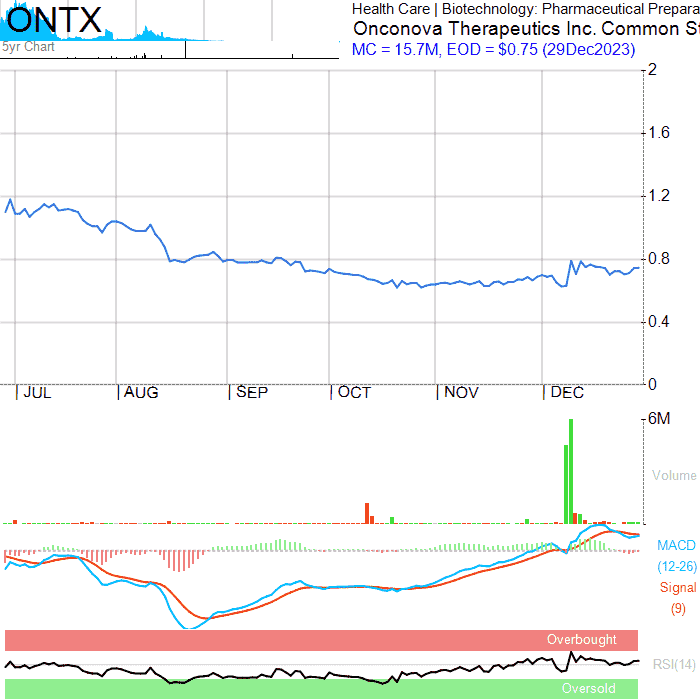 ONTX
5yr Chart
Health Care | Biotechnology: Pharmaceutical Prepara
Onconova Therapeutics Inc. Common St
MC = 15.7M, EOD = $0.75 (29Dec2023)
2
1.6
1.2
0.8
0.4
0
JUL AUG SEP OCT NOV DEC
6M
Volume
MACD
(12-26)
Signal
(9)
Overbought
RSI(14)
Oversold